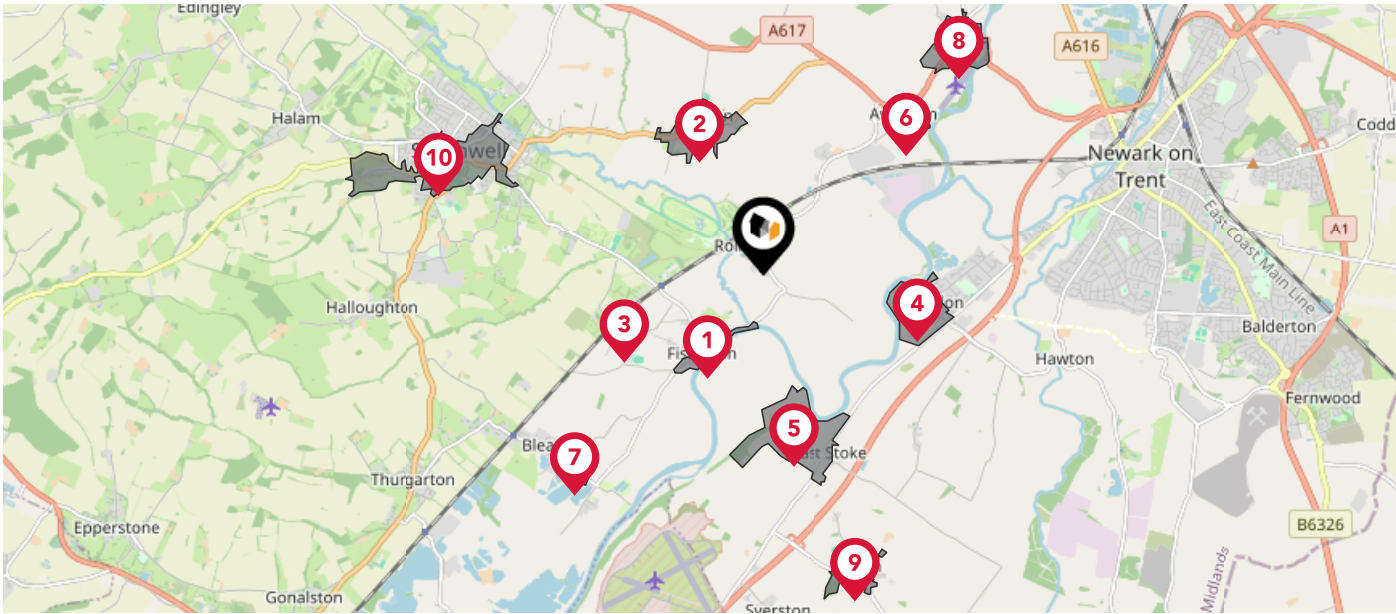 Edingley
A617
8
A616
2
6
Halam
Codd
10
Newark on
Trent
East Coast Main Line
A1
Halloughton
3
1
4
Balderton
Hawton
Fernwood
5
7
Stoke
Thurgarton
Epperstone
B6326
9
Midlands
Gonalston
Syerston